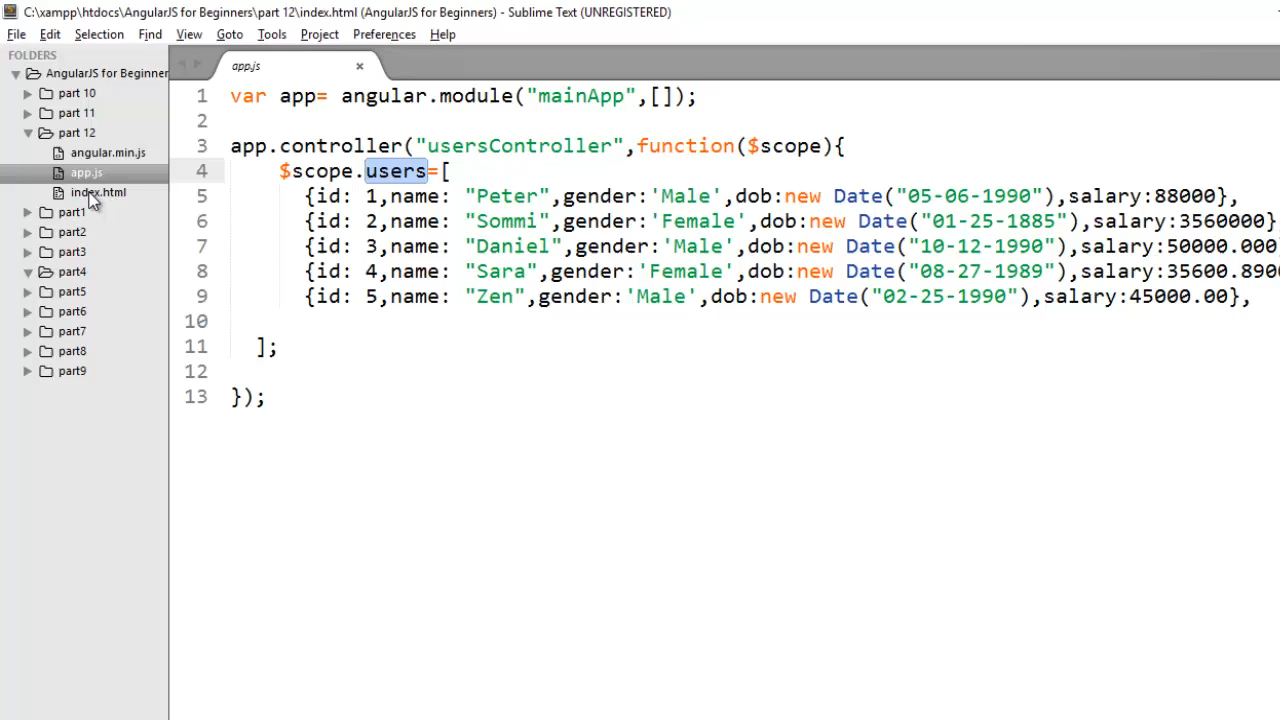 C:\xampp\htdocs\AngularJS for Beginners\part 12\index.html (AngularJS for Beginners) - Sublime Text (UNREGISTERED)
File Edit Selection Find View Goto Tools Project Preferences Help
FOLDERS
AngularJS for Beginner
part 10
part 11
part 12
angular.min.js
app.js
index.html
part1
part2
part3
part4
part5
part6
part7
part8
part9
app.js ×
1 var app= angular.module("mainApp",[]);
2
3 app.controller("usersController",function($scope){
4 $scope.users=[
5 {id: 1,name: "Peter",gender:'Male',dob:new Date("05-06-1990"),salary:88000},
6 {id: 2,name: "Sommi",gender:'Female',dob:new Date("01-25-1885"),salary:3560000}
7 {id: 3,name: "Daniel",gender:'Male',dob:new Date("10-12-1990"),salary:50000.000
8 {id: 4,name: "Sara",gender:'Female',dob:new Date("08-27-1989"),salary:35600.8900
9 {id: 5,name: "Zen",gender:'Male',dob:new Date("02-25-1990"),salary:45000.00},
10
11 ];
12
13 });